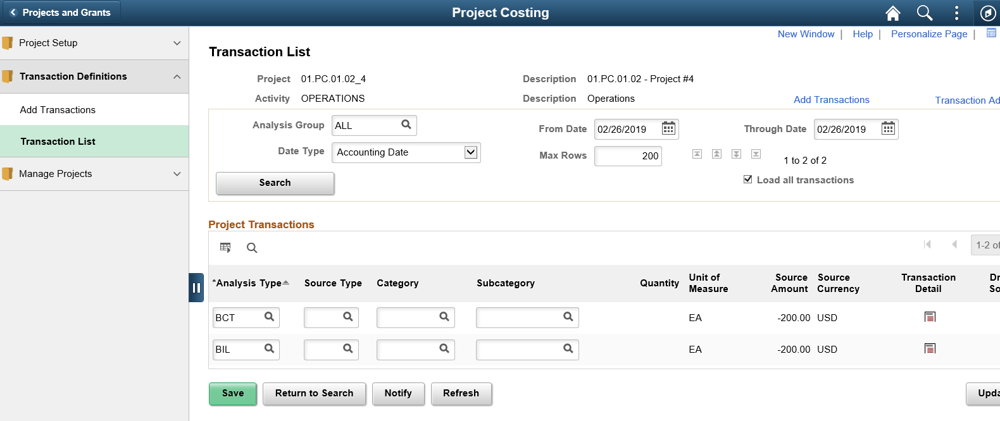 Projects and Grants
Project Costing
New Window | Help | Personalize Page |
Project Setup
Transaction Definitions
Add Transactions
Transaction List
Manage Projects
Transaction List
Project 01.PC.01.02_4 Description 01.PC.01.02 - Project #4
Activity OPERATIONS Description Operations Add Transactions Transaction Ad
Analysis Group ALL From Date 02/26/2019 Through Date 02/26/2019
Date Type Accounting Date Max Rows 200 1 to 2 of 2
Search Load all transactions
Project Transactions
1-2 of
*Analysis Type Source Type Category Subcategory Quantity Unit of Measure Source Amount Source Currency Transaction Detail Dr So
BCT EA -200.00 USD
BIL EA -200.00 USD
Save Return to Search Notify Refresh Upda